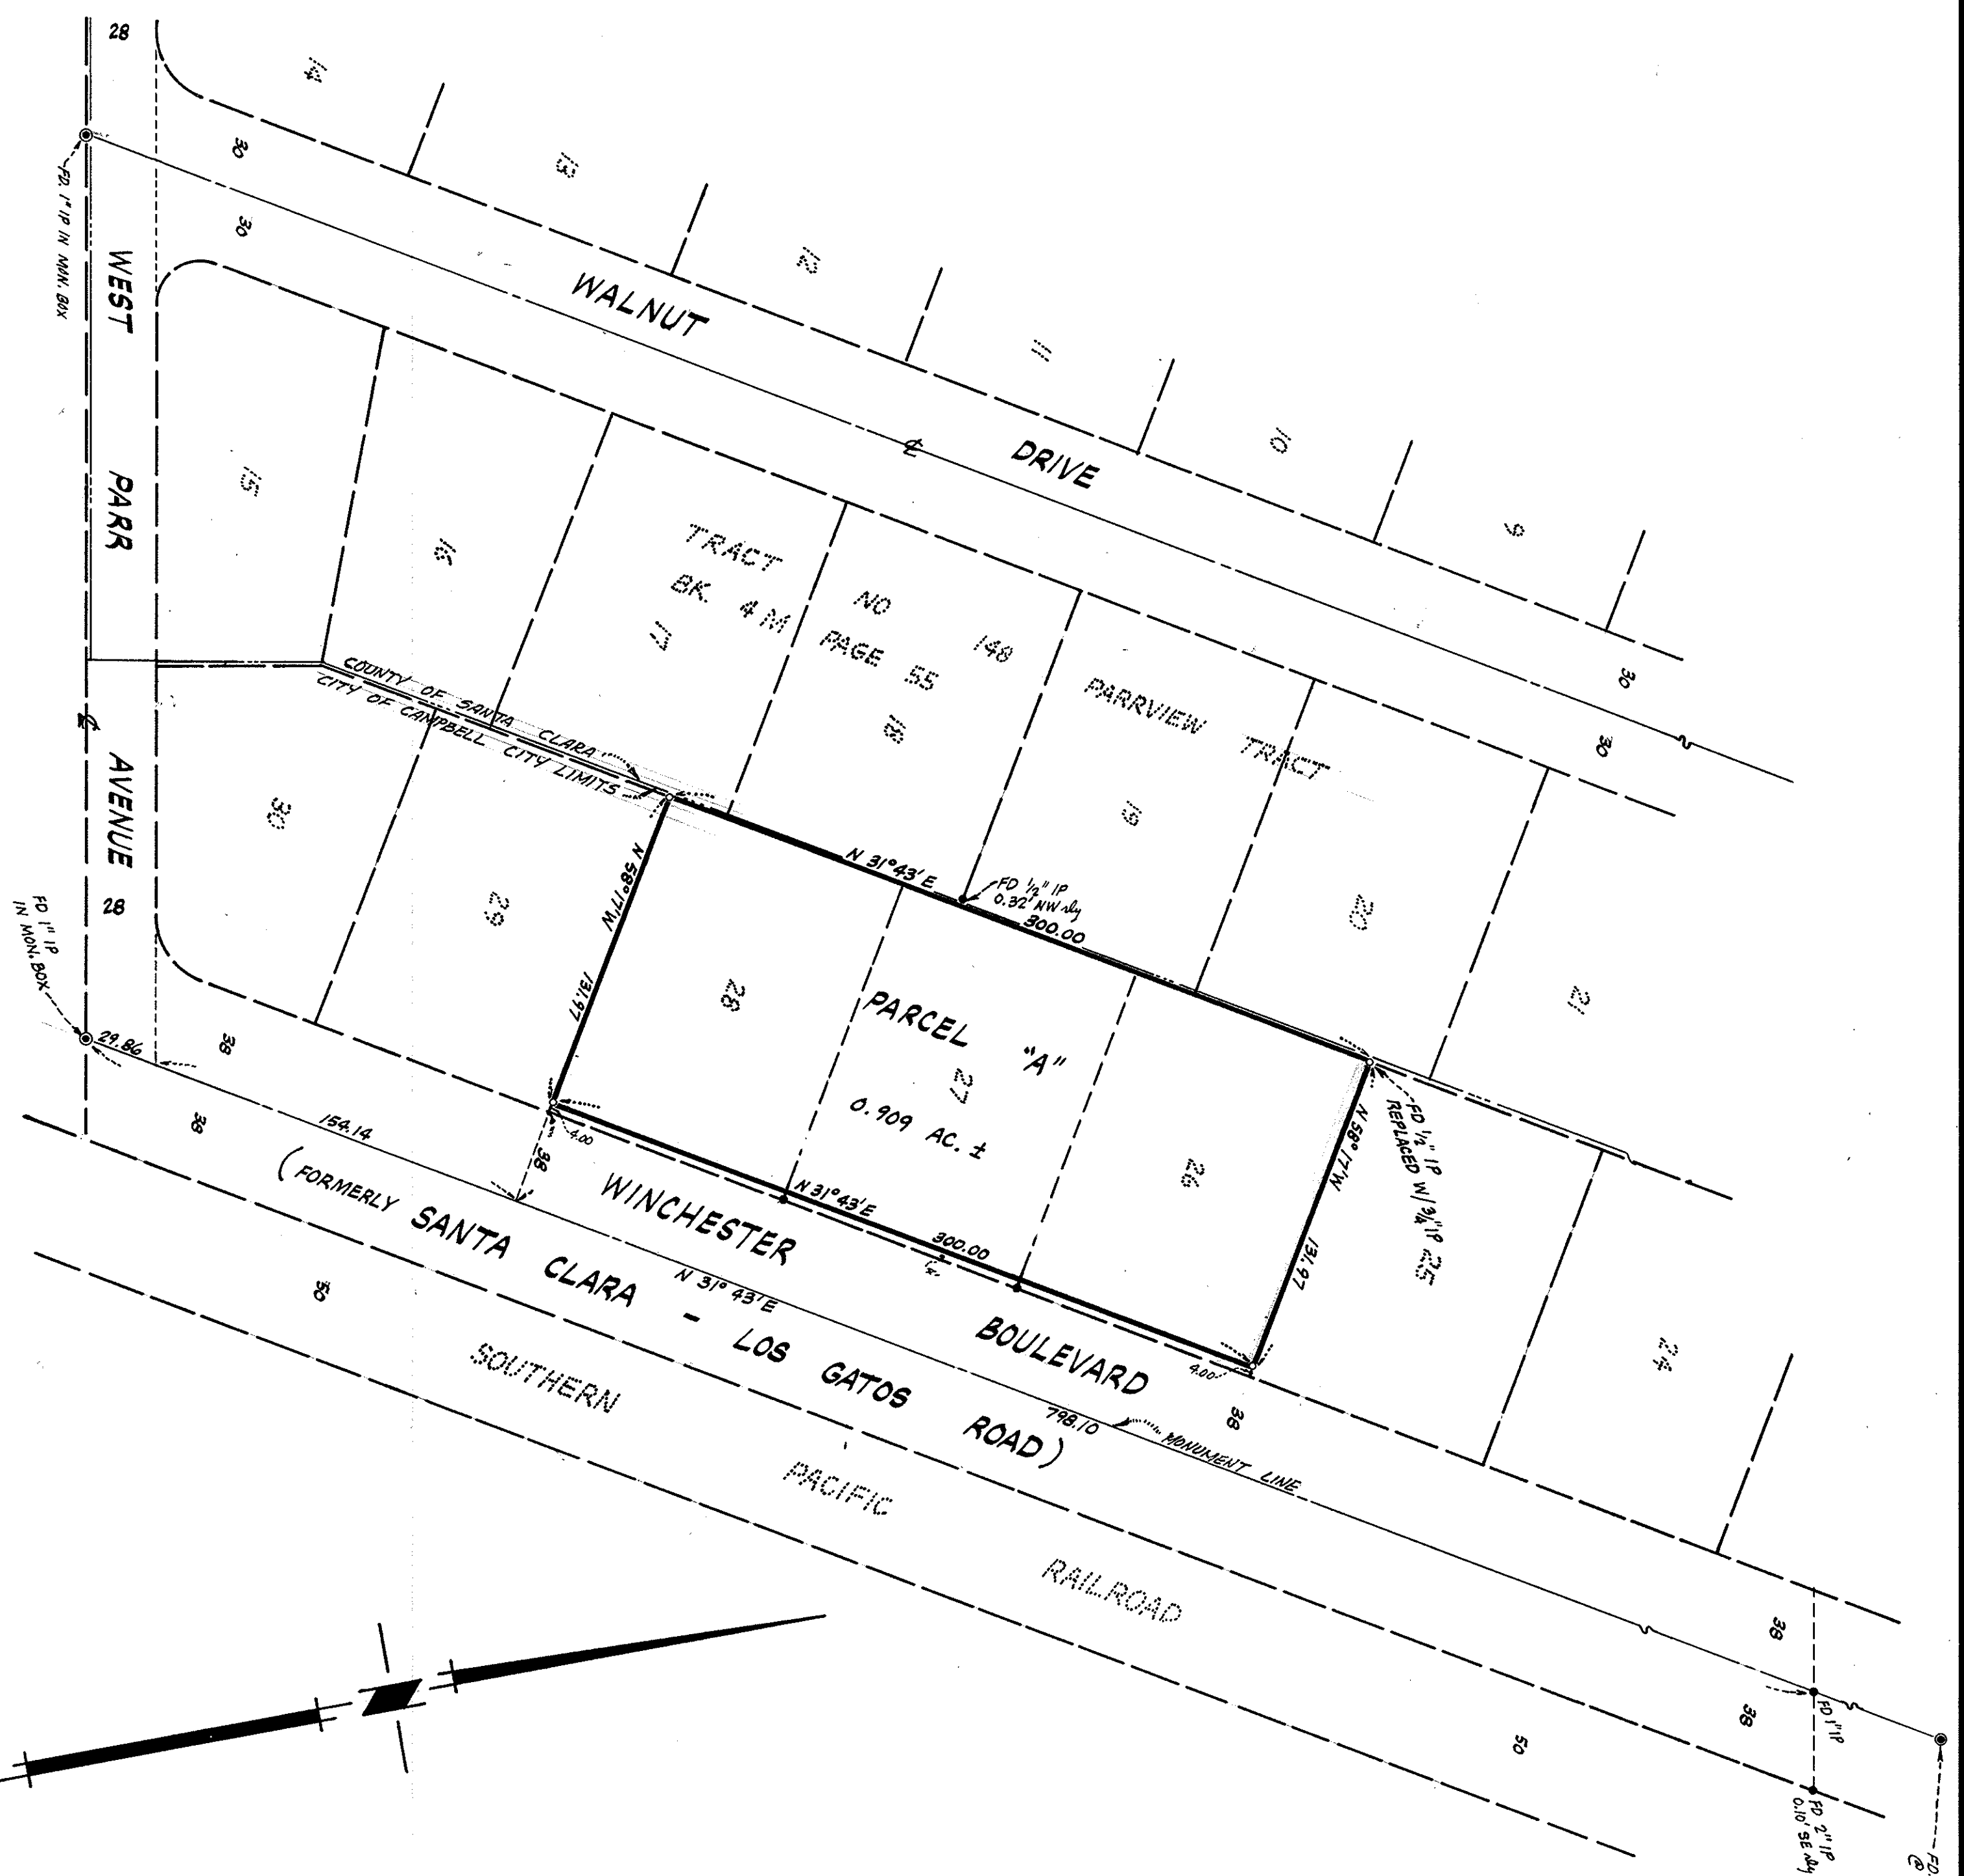 28
14
30
13
30
12
WALNUT
11
DRIVE
10
9
30
30
FD. 1" IP IN MON. BOX
WEST PARR AVENUE
28
15
16
17
18
19
20
21
TRACT NO 148
BK. 4 M PAGE 55
PARRVIEW TRACT
COUNTY OF SANTA CLARA
CITY OF CAMPBELL CITY LIMITS
30
29
28
27
26
25
24
N 31°43'E
300.00
FD 1/2" IP
0.32' NWrly
N 58°17'W
131.97
PARCEL "A"
0.909 AC. ±
N 58°17'W
131.97
FD 1/2" IP
REPLACED W/ 3/4" IP
FD 1" IP
IN MON. BOX
29.86
38
38
154.14
4.00
38
N 31°43'E
300.00
4.00
38
WINCHESTER BOULEVARD
(FORMERLY SANTA CLARA - LOS GATOS ROAD)
N 31°43'E
798.10
MONUMENT LINE
50
SOUTHERN PACIFIC RAILROAD
50
38
38
FD 1" IP
FD 2" IP
0.10' SErly
FD.
@